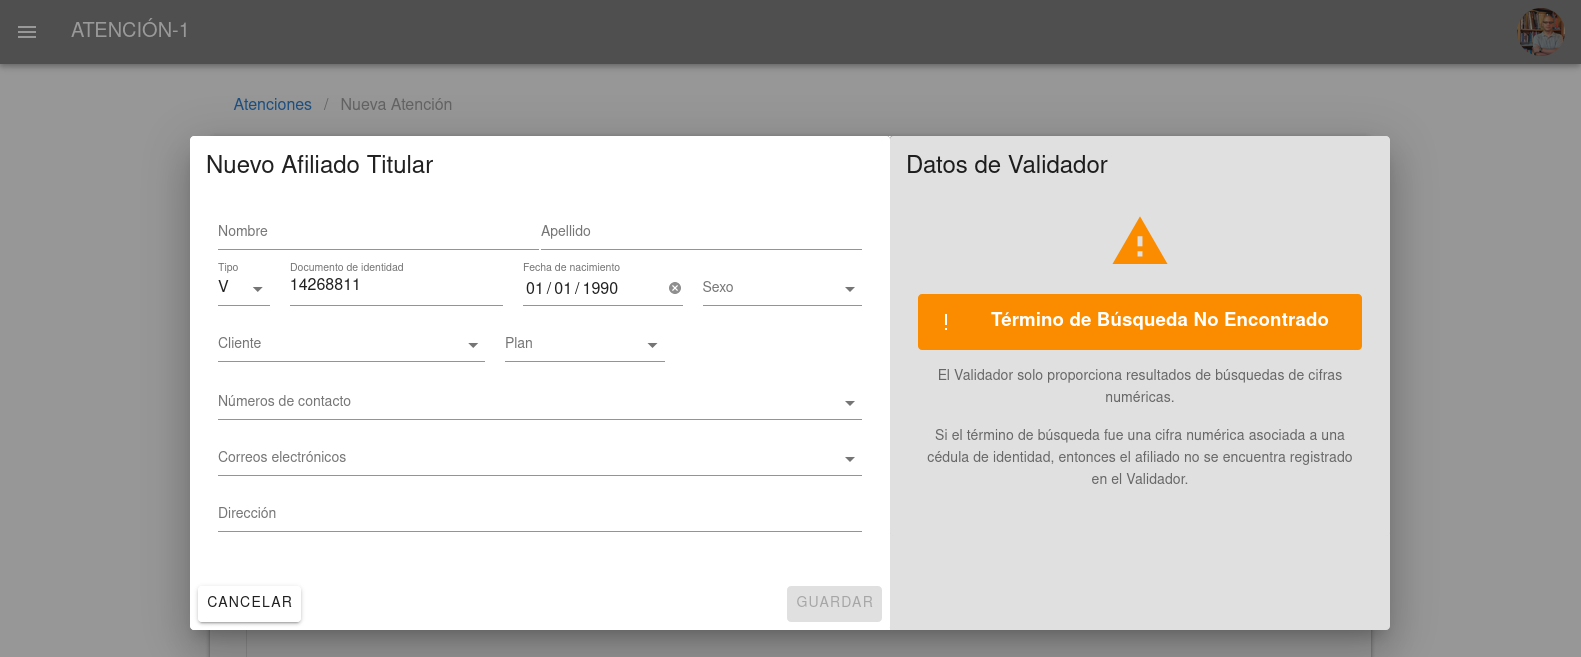 ATENCIÓN-1
Atenciones / Nueva Atención
Nuevo Afiliado Titular
Nombre Apellido
Tipo Documento de identidad Fecha de nacimiento
V 14268811 01/01/1990 Sexo
Cliente Plan
Números de contacto
Correos electrónicos
Dirección
CANCELAR GUARDAR
Datos de Validador
! Término de Búsqueda No Encontrado
El Validador solo proporciona resultados de búsquedas de cifras
numéricas.
Si el término de búsqueda fue una cifra numérica asociada a una
cédula de identidad, entonces el afiliado no se encuentra registrado
en el Validador.